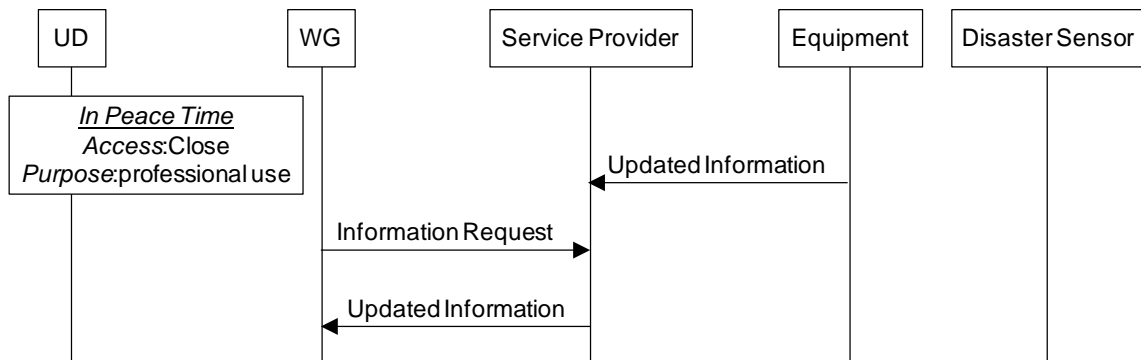 UD
WG
Service Provider
Equipment
Disaster Sensor
In Peace Time
Access:Close
Purpose:professional use
Updated Information
Information Request
Updated Information